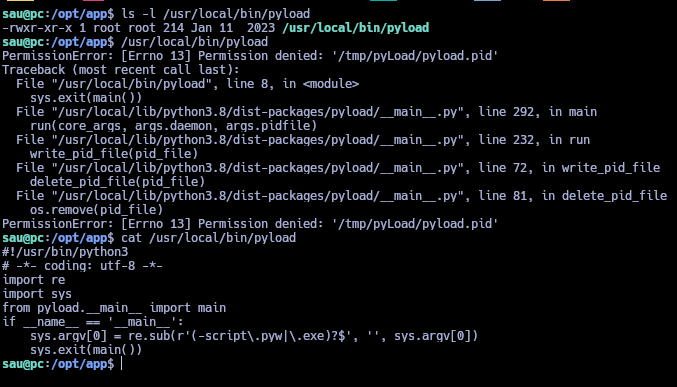 sau@pc:/opt/app$ ls -l /usr/local/bin/pyload
-rwxr-xr-x 1 root root 214 Jan 11  2023 /usr/local/bin/pyload
sau@pc:/opt/app$ /usr/local/bin/pyload
PermissionError: [Errno 13] Permission denied: '/tmp/pyLoad/pyload.pid'
Traceback (most recent call last):
  File "/usr/local/bin/pyload", line 8, in <module>
    sys.exit(main())
  File "/usr/local/lib/python3.8/dist-packages/pyload/__main__.py", line 292, in main
    run(core_args, args.daemon, args.pidfile)
  File "/usr/local/lib/python3.8/dist-packages/pyload/__main__.py", line 232, in run
    write_pid_file(pid_file)
  File "/usr/local/lib/python3.8/dist-packages/pyload/__main__.py", line 72, in write_pid_file
    delete_pid_file(pid_file)
  File "/usr/local/lib/python3.8/dist-packages/pyload/__main__.py", line 81, in delete_pid_file
    os.remove(pid_file)
PermissionError: [Errno 13] Permission denied: '/tmp/pyLoad/pyload.pid'
sau@pc:/opt/app$ cat /usr/local/bin/pyload
#!/usr/bin/python3
# -*- coding: utf-8 -*-
import re
import sys
from pyload.__main__ import main
if __name__ == '__main__':
    sys.argv[0] = re.sub(r'(-script\.pyw|\.exe)?$', '', sys.argv[0])
    sys.exit(main())
sau@pc:/opt/app$